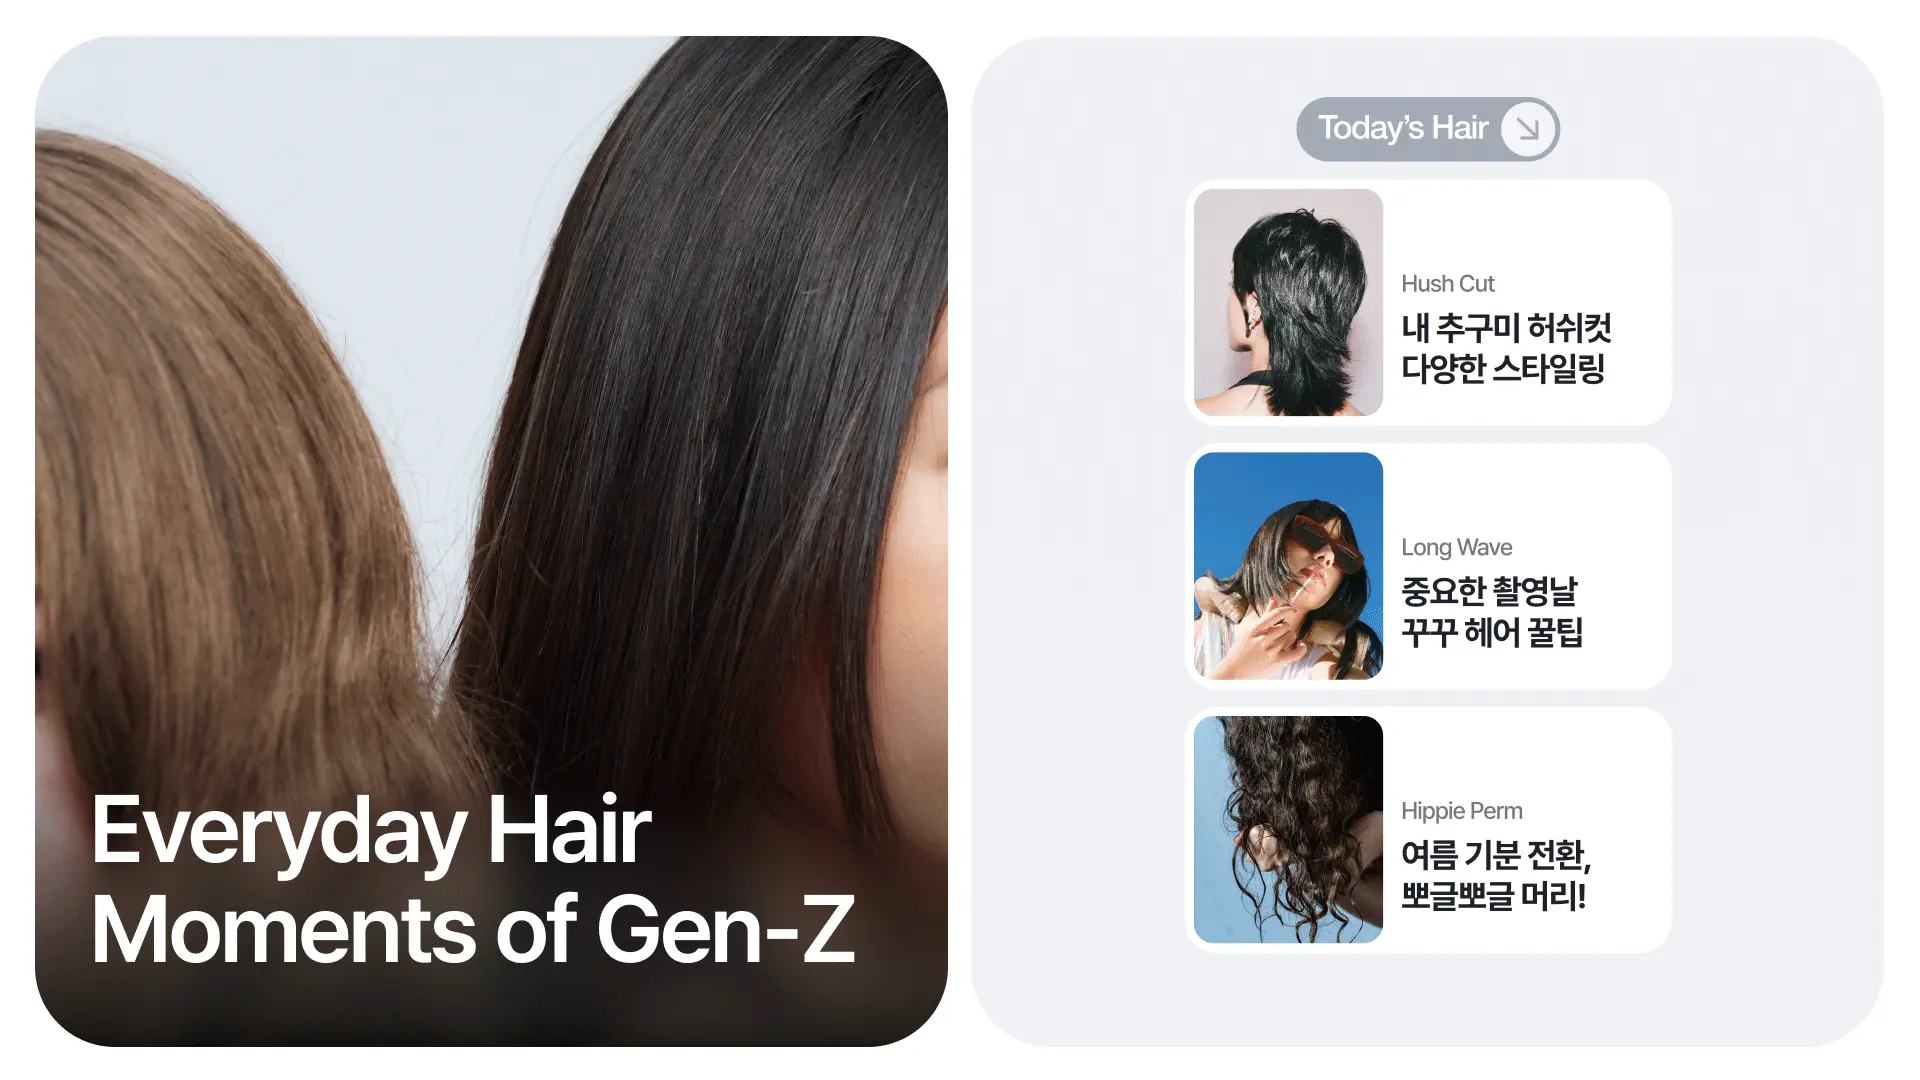 Everyday Hair
Moments of Gen-Z
Today’s Hair
Hush Cut
내 추구미 허쉬컷
다양한 스타일링
Long Wave
중요한 촬영날
꾸꾸 헤어 꿀팁
Hippie Perm
여름 기분 전환,
뽀글뽀글 머리!